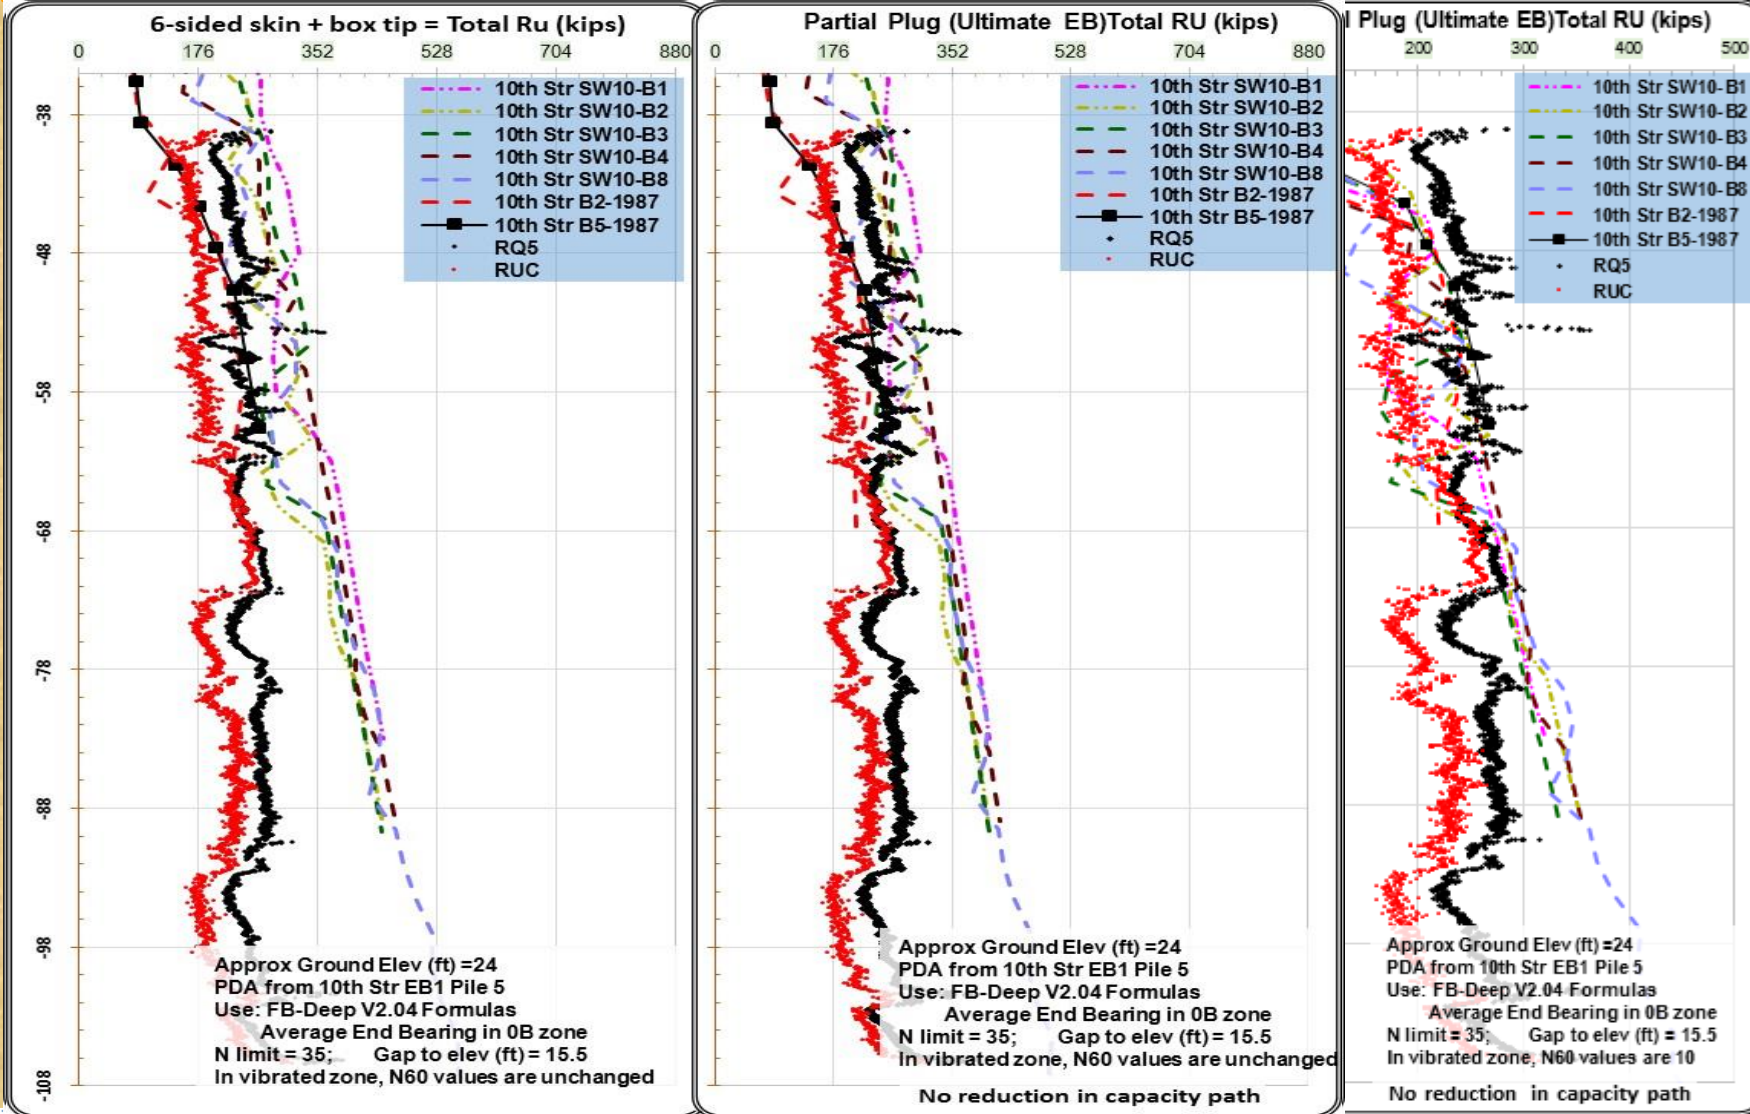 6-sided skin + box tip = Total Ru (kips)
0 176 352 528 704 880
-38
-48
-58
-68
-78
-88
-98
-108
10th Str SW10-B1
10th Str SW10-B2
10th Str SW10-B3
10th Str SW10-B4
10th Str SW10-B8
10th Str B2-1987
10th Str B5-1987
RQ5
RUC
Approx Ground Elev (ft) =24
PDA from 10th Str EB1 Pile 5
Use: FB-Deep V2.04 Formulas
Average End Bearing in 0B zone
N limit = 35; Gap to elev (ft) = 15.5
In vibrated zone, N60 values are unchanged
Partial Plug (Ultimate EB)Total RU (kips)
0 176 352 528 704 880
10th Str SW10-B1
10th Str SW10-B2
10th Str SW10-B3
10th Str SW10-B4
10th Str SW10-B8
10th Str B2-1987
10th Str B5-1987
RQ5
RUC
Approx Ground Elev (ft) =24
PDA from 10th Str EB1 Pile 5
Use: FB-Deep V2.04 Formulas
Average End Bearing in 0B zone
N limit = 35; Gap to elev (ft) = 15.5
In vibrated zone, N60 values are unchanged
No reduction in capacity path
l Plug (Ultimate EB)Total RU (kips)
200 300 400 500
10th Str SW10-B1
10th Str SW10-B2
10th Str SW10-B3
10th Str SW10-B4
10th Str SW10-B8
10th Str B2-1987
10th Str B5-1987
RQ5
RUC
Approx Ground Elev (ft) =24
PDA from 10th Str EB1 Pile 5
Use: FB-Deep V2.04 Formulas
Average End Bearing in 0B zone
N limit = 35; Gap to elev (ft) = 15.5
In vibrated zone, N60 values are 10
No reduction in capacity path